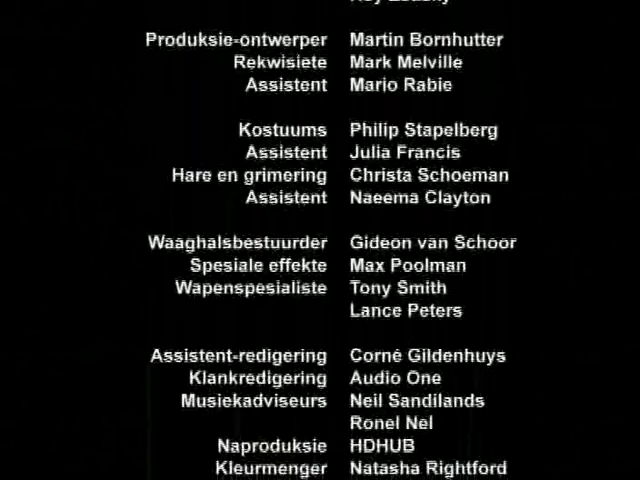 Produksie-ontwerper Martin Bornhutter
Rekwisiete Mark Melville
Assistent Mario Rabie
Kostuums Philip Stapelberg
Assistent Julia Francis
Hare en grimering Christa Schoeman
Assistent Naeema Clayton
Waaghalsbestuurder Gideon van Schoor
Spesiale effekte Max Poolman
Wapenspesialiste Tony Smith
Lance Peters
Assistent-redigering Corné Gildenhuys
Klankredigering Audio One
Musiekadviseurs Neil Sandilands
Ronel Nel
Naproduksie HDHUB
Kleurmenger Natasha Rightford